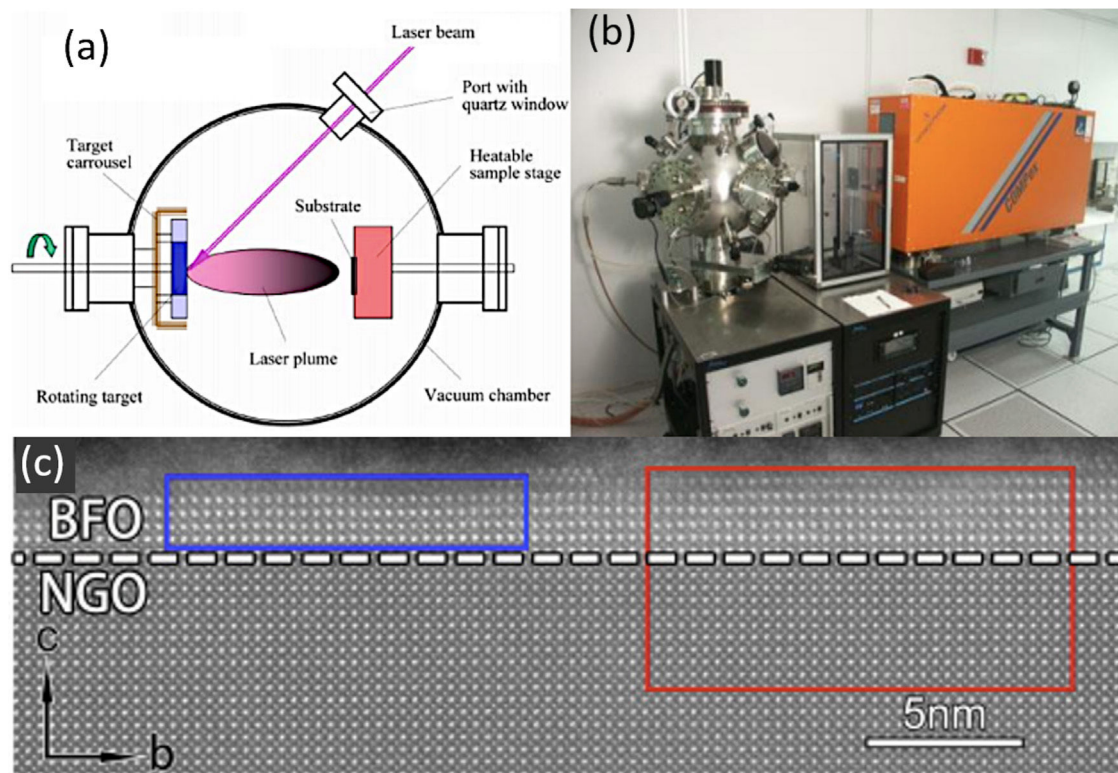 (a)
Laser beam
Port with
quartz window
Target
carrousel
Heatable
sample stage
Substrate
Laser plume
Rotating target
Vacuum chamber
(b)
COMPex
(c)
BFO
NGO
c
b
5nm